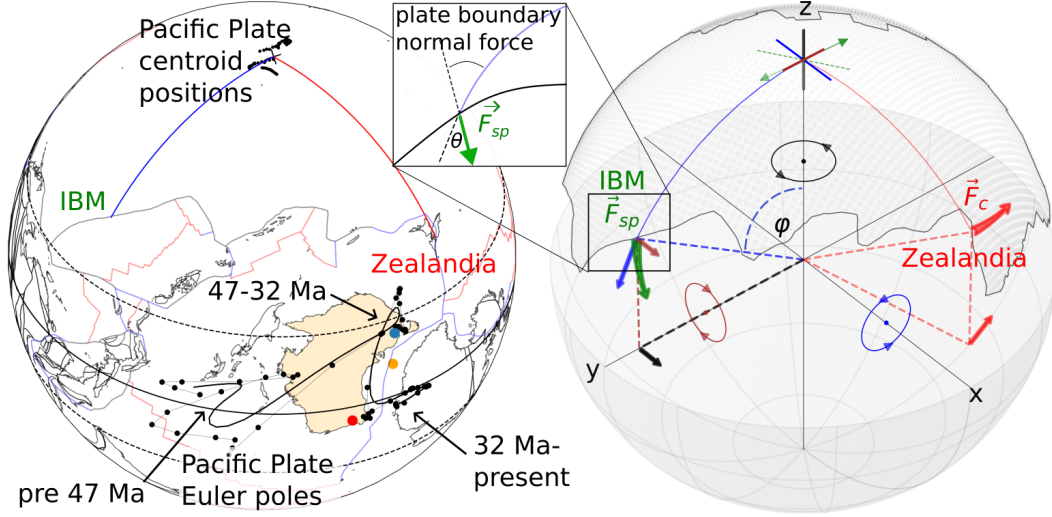 Pacific Plate
centroid
positions
IBM
Zealandia
47-32 Ma
pre 47 Ma
Pacific Plate
Euler poles
32 Ma-
present
plate boundary
normal force
θ
F_sp
z
IBM
F_sp
φ
F_c
Zealandia
y
x